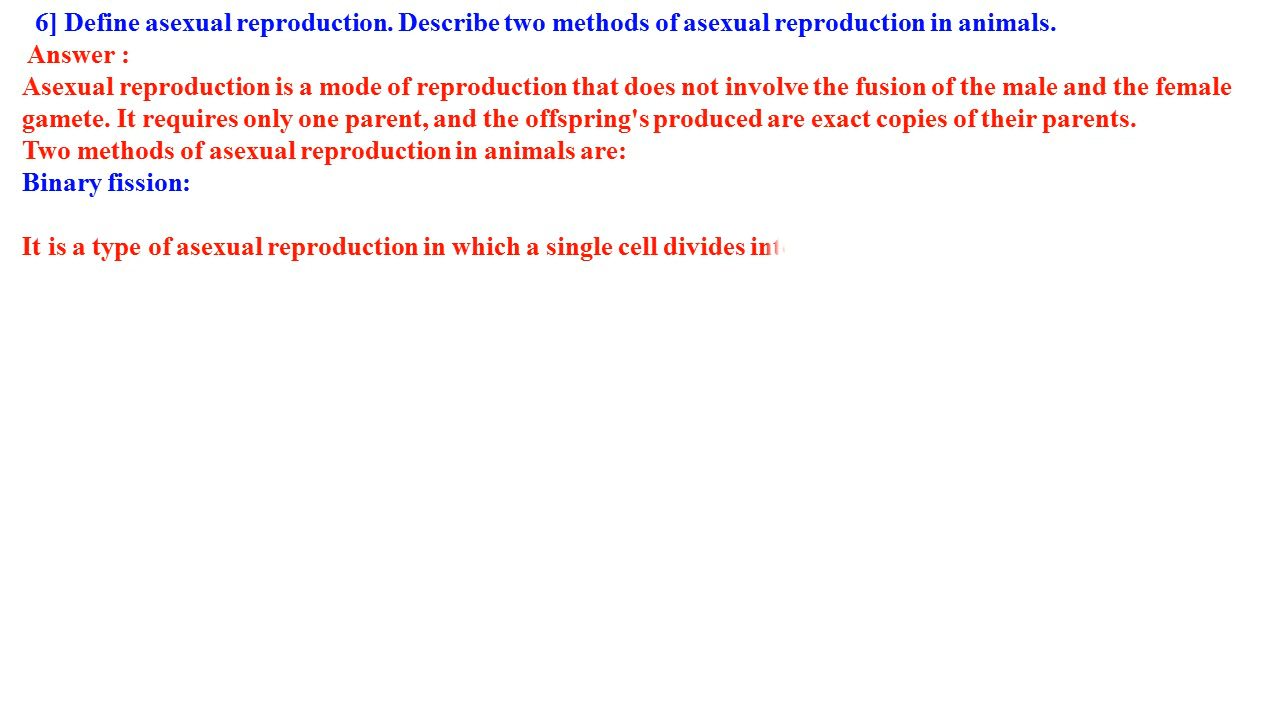 6] Define asexual reproduction. Describe two methods of asexual reproduction in animals.
Answer :
Asexual reproduction is a mode of reproduction that does not involve the fusion of the male and the female
gamete. It requires only one parent, and the offspring's produced are exact copies of their parents.
Two methods of asexual reproduction in animals are:
Binary fission:
It is a type of asexual reproduction in which a single cell divides